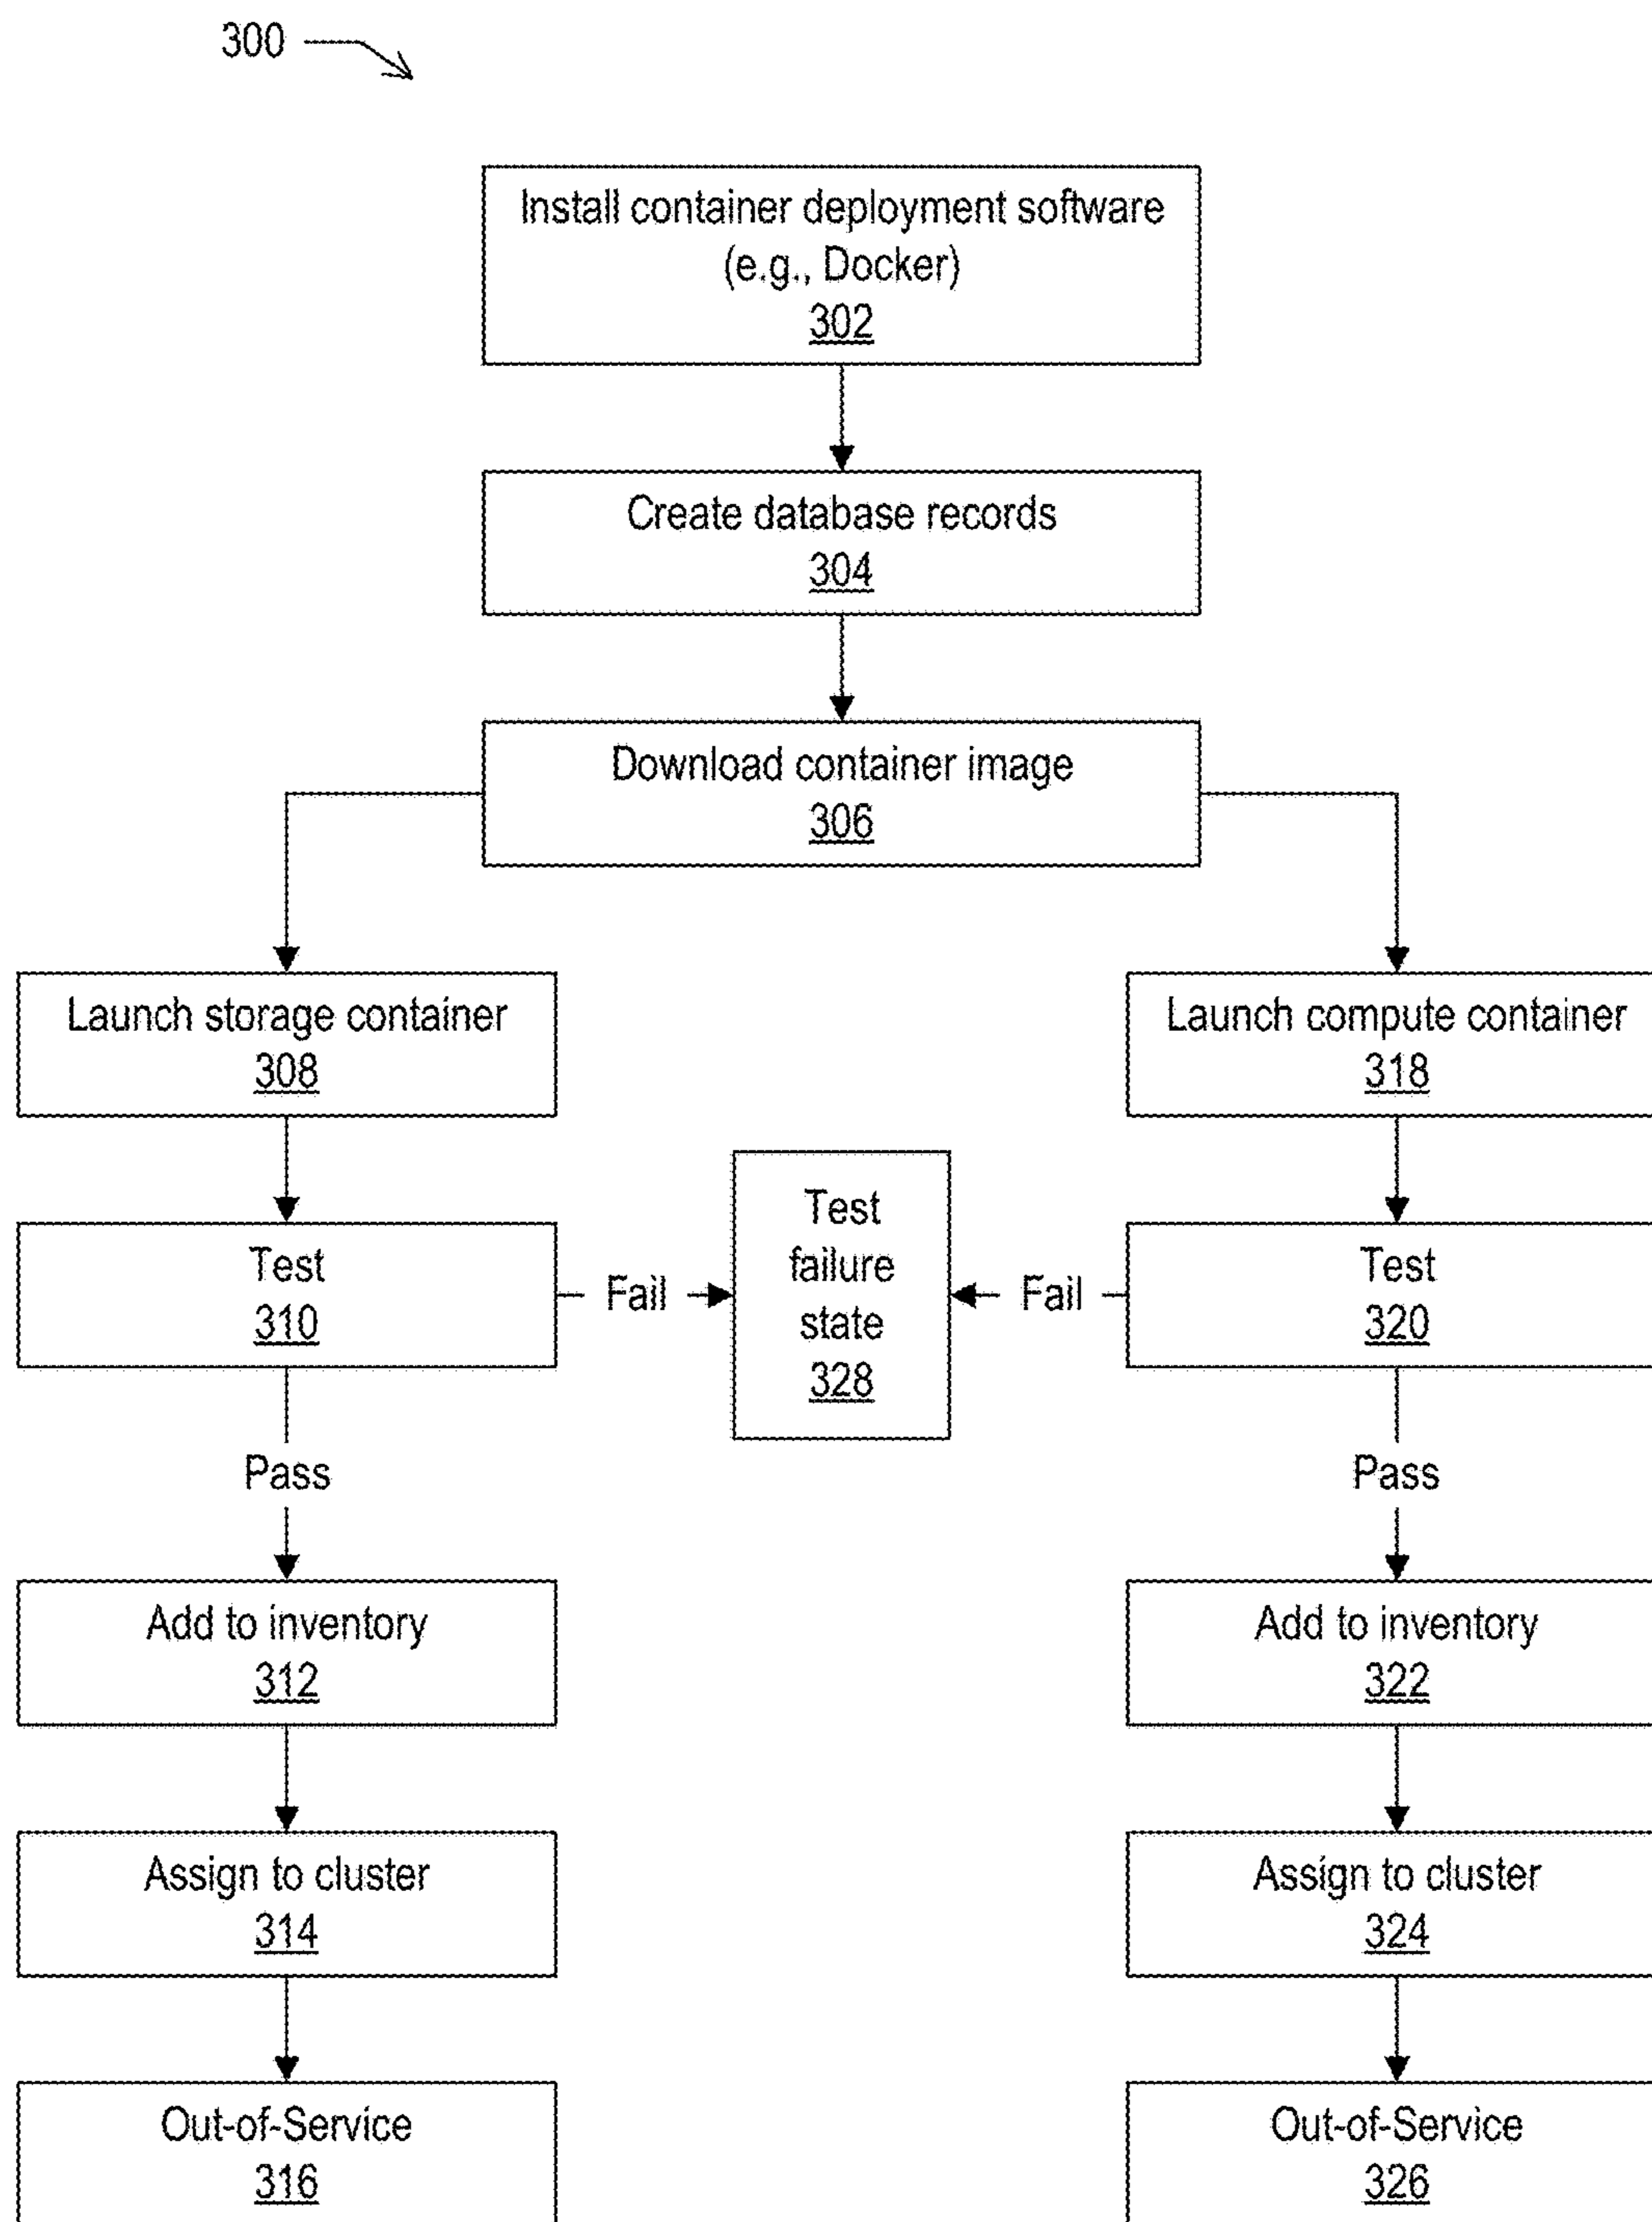 300
Install container deployment software
(e.g., Docker)
302
Create database records
304
Download container image
306
Launch storage container
308
Launch compute container
318
Test
310
Fail
Test
failure
state
328
Fail
Test
320
Pass
Pass
Add to inventory
312
Add to inventory
322
Assign to cluster
314
Assign to cluster
324
Out-of-Service
316
Out-of-Service
326